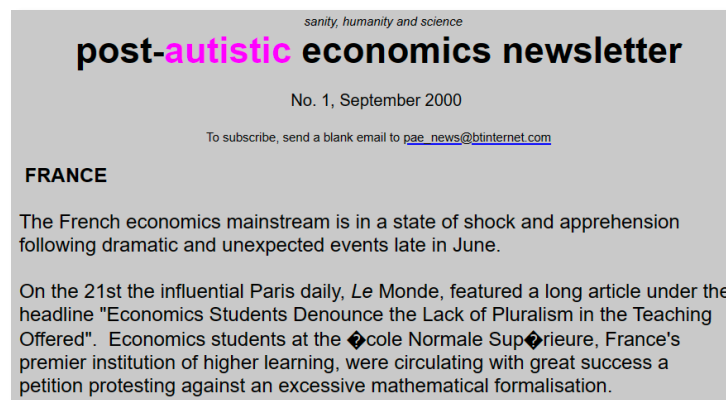 sanity, humanity and science
post-autistic economics newsletter
No. 1, September 2000
To subscribe, send a blank email to pae_news@btinternet.com
FRANCE
The French economics mainstream is in a state of shock and apprehension
following dramatic and unexpected events late in June.
On the 21st the influential Paris daily, Le Monde, featured a long article under the
headline "Economics Students Denounce the Lack of Pluralism in the Teaching
Offered".  Economics students at the �cole Normale Sup�rieure, France's
premier institution of higher learning, were circulating with great success a
petition protesting against an excessive mathematical formalisation.